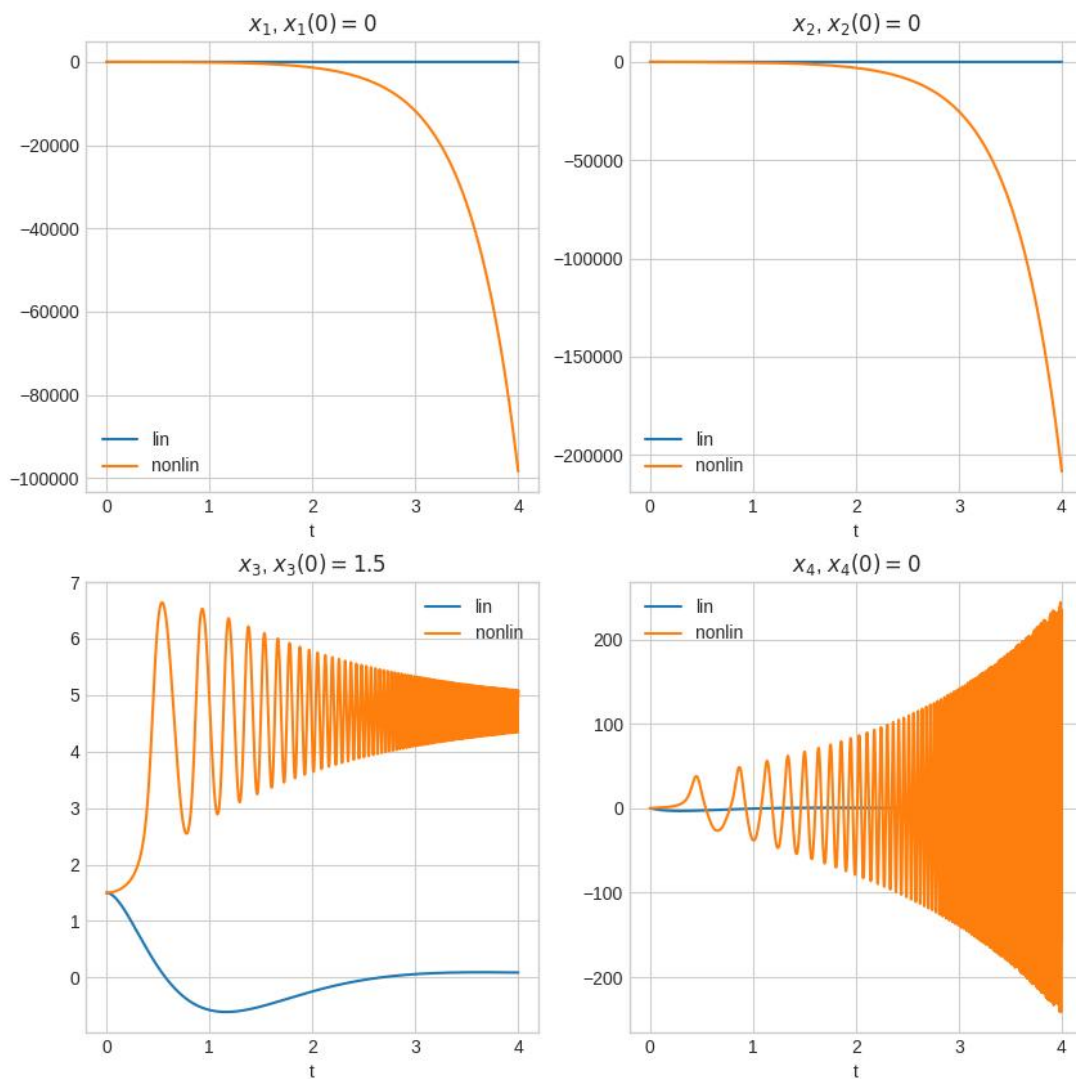 x₁, x₁(0) = 0
0
−20000
−40000
−60000
−80000
−100000
lin
nonlin
0 1 2 3 4
t
x₂, x₂(0) = 0
0
−50000
−100000
−150000
−200000
lin
nonlin
0 1 2 3 4
t
x₃, x₃(0) = 1.5
7
6
5
4
3
2
1
0
lin
nonlin
0 1 2 3 4
t
x₄, x₄(0) = 0
200
100
0
−100
−200
lin
nonlin
0 1 2 3 4
t